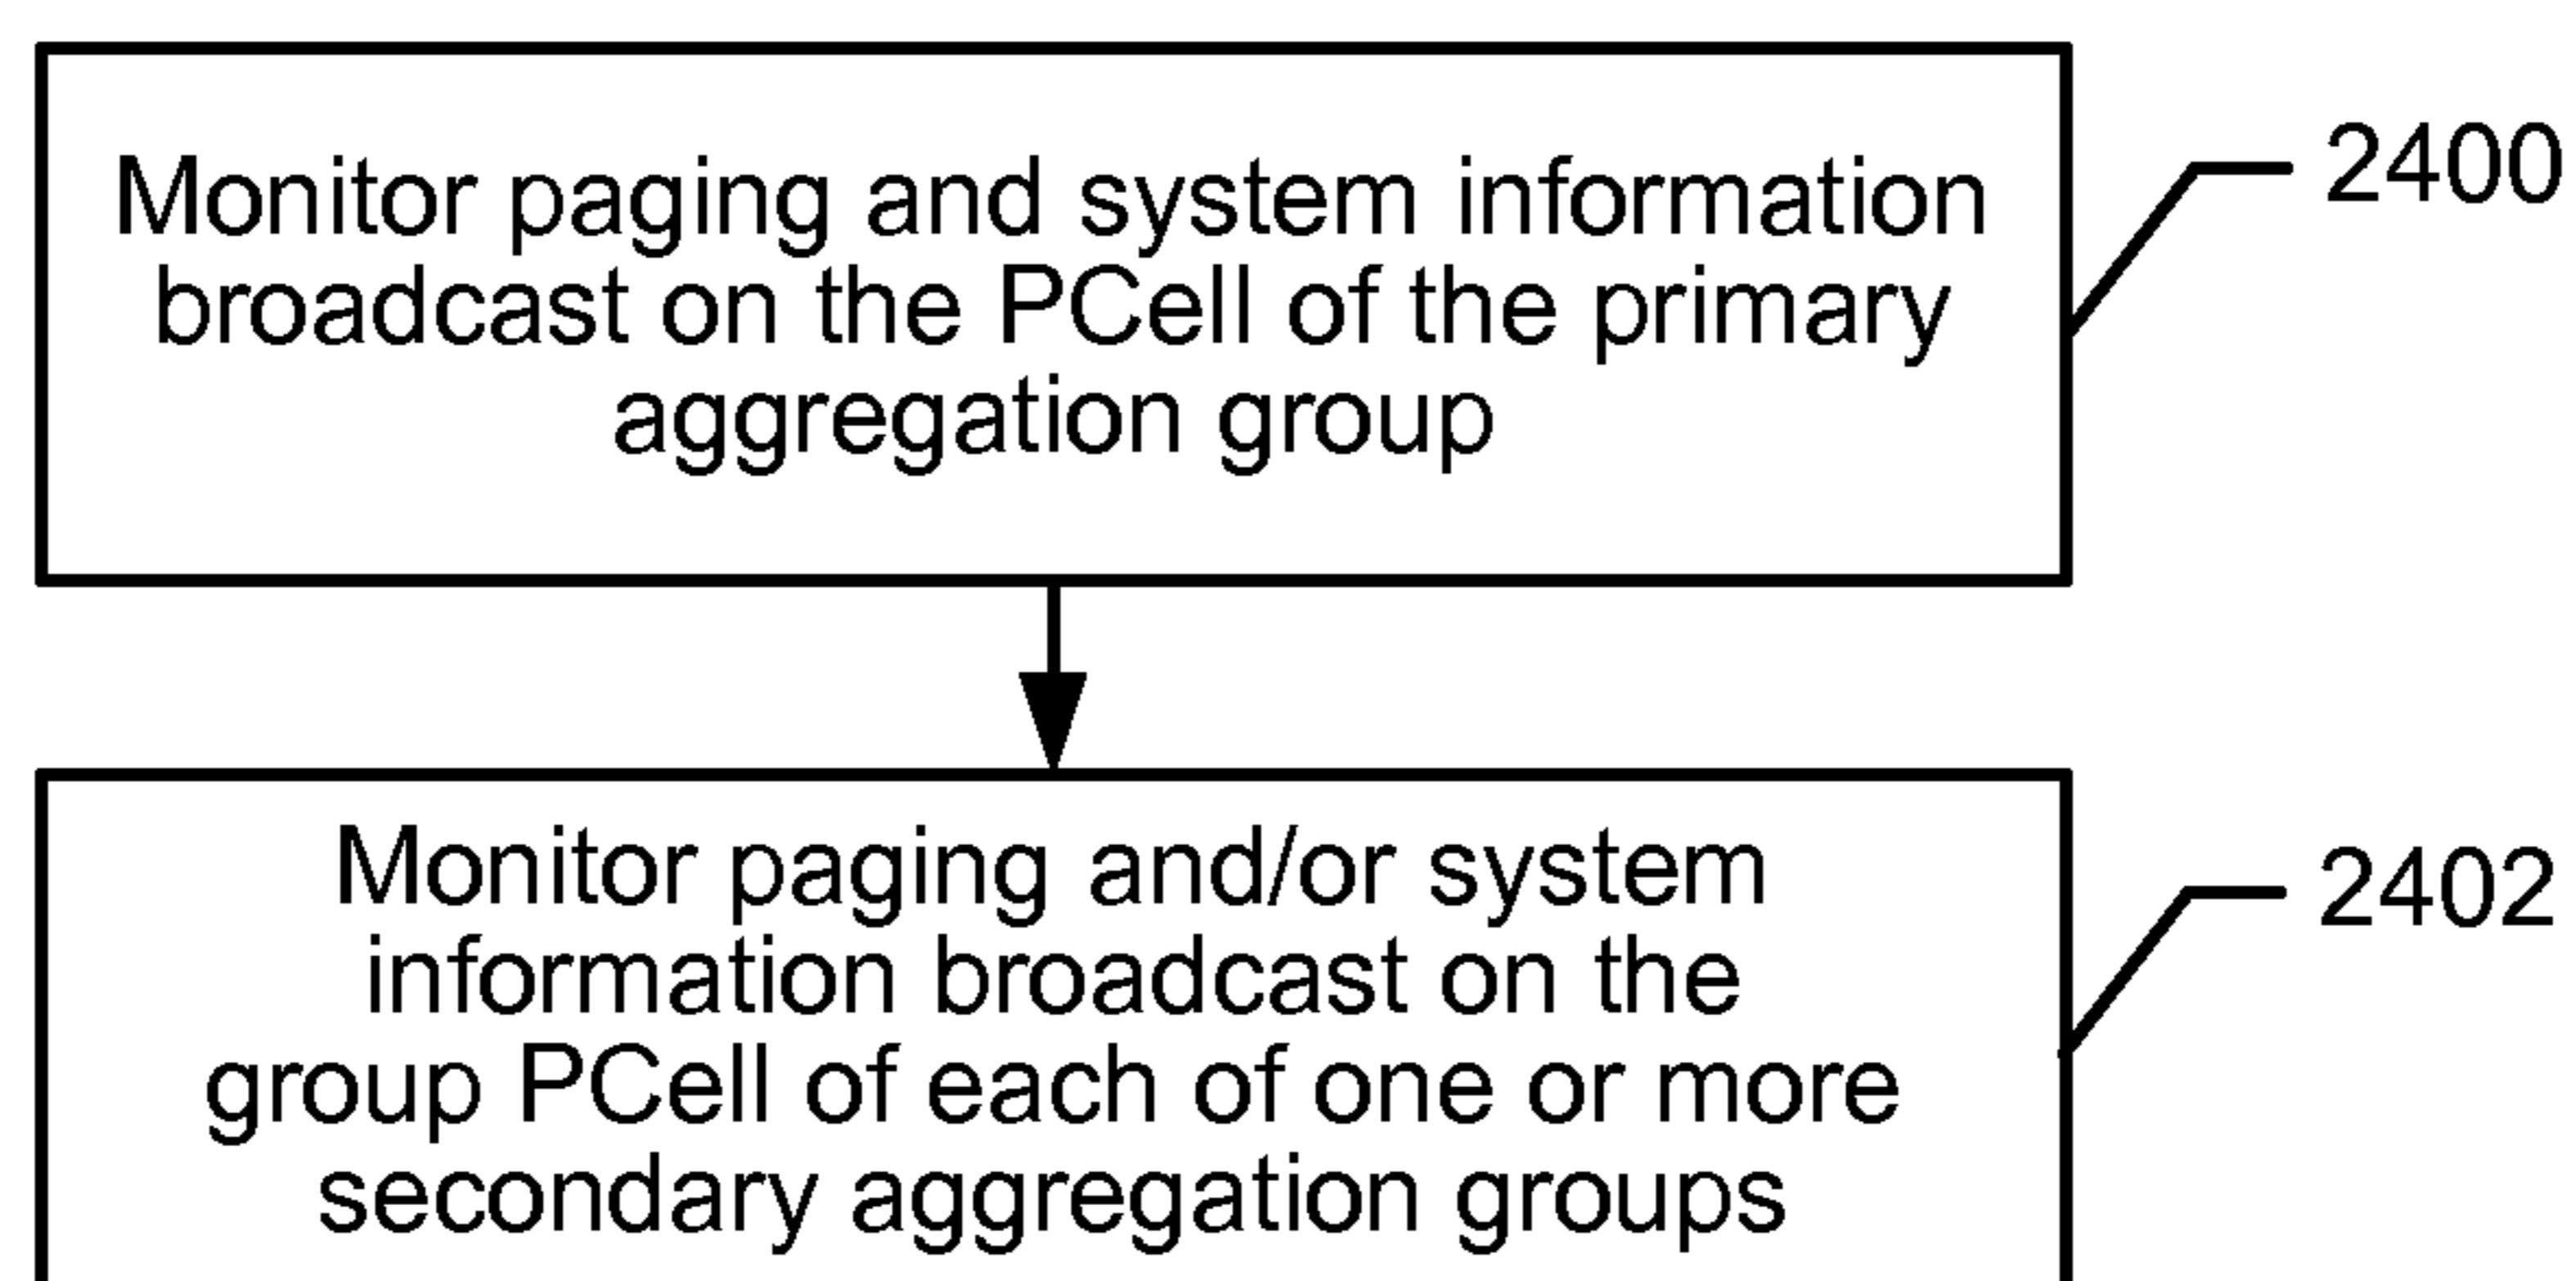 Monitor paging and system information
broadcast on the PCell of the primary
aggregation group
2400
Monitor paging and/or system
information broadcast on the
group PCell of each of one or more
secondary aggregation groups
2402